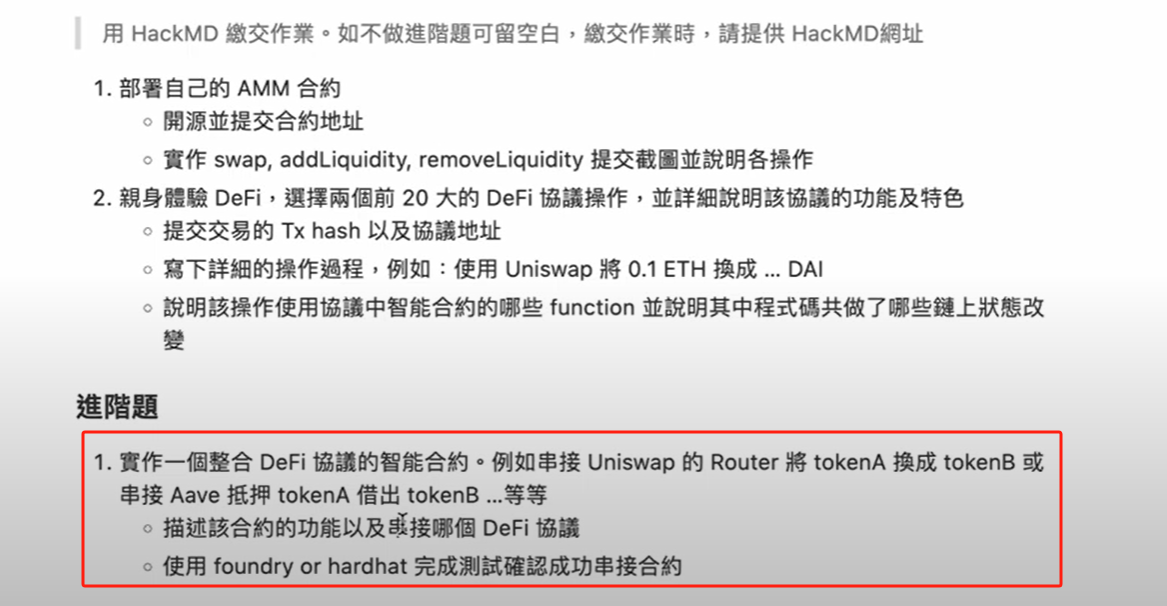 用 HackMD 繳交作業。如不做進階題可留空白，繳交作業時，請提供 HackMD網址
1. 部署自己的 AMM 合約
◦ 開源並提交合約地址
◦ 實作 swap, addLiquidity, removeLiquidity 提交截圖並說明各操作
2. 親身體驗 DeFi，選擇兩個前 20 大的 DeFi 協議操作，並詳細說明該協議的功能及特色
◦ 提交交易的 Tx hash 以及協議地址
◦ 寫下詳細的操作過程，例如：使用 Uniswap 將 0.1 ETH 換成 ... DAI
◦ 說明該操作使用協議中智能合約的哪些 function 並說明其中程式碼共做了哪些鏈上狀態改
變
進階題
1. 實作一個整合 DeFi 協議的智能合約。例如串接 Uniswap 的 Router 將 tokenA 換成 tokenB 或
串接 Aave 抵押 tokenA 借出 tokenB ...等等
◦ 描述該合約的功能以及串接哪個 DeFi 協議
◦ 使用 foundry or hardhat 完成測試確認成功串接合約